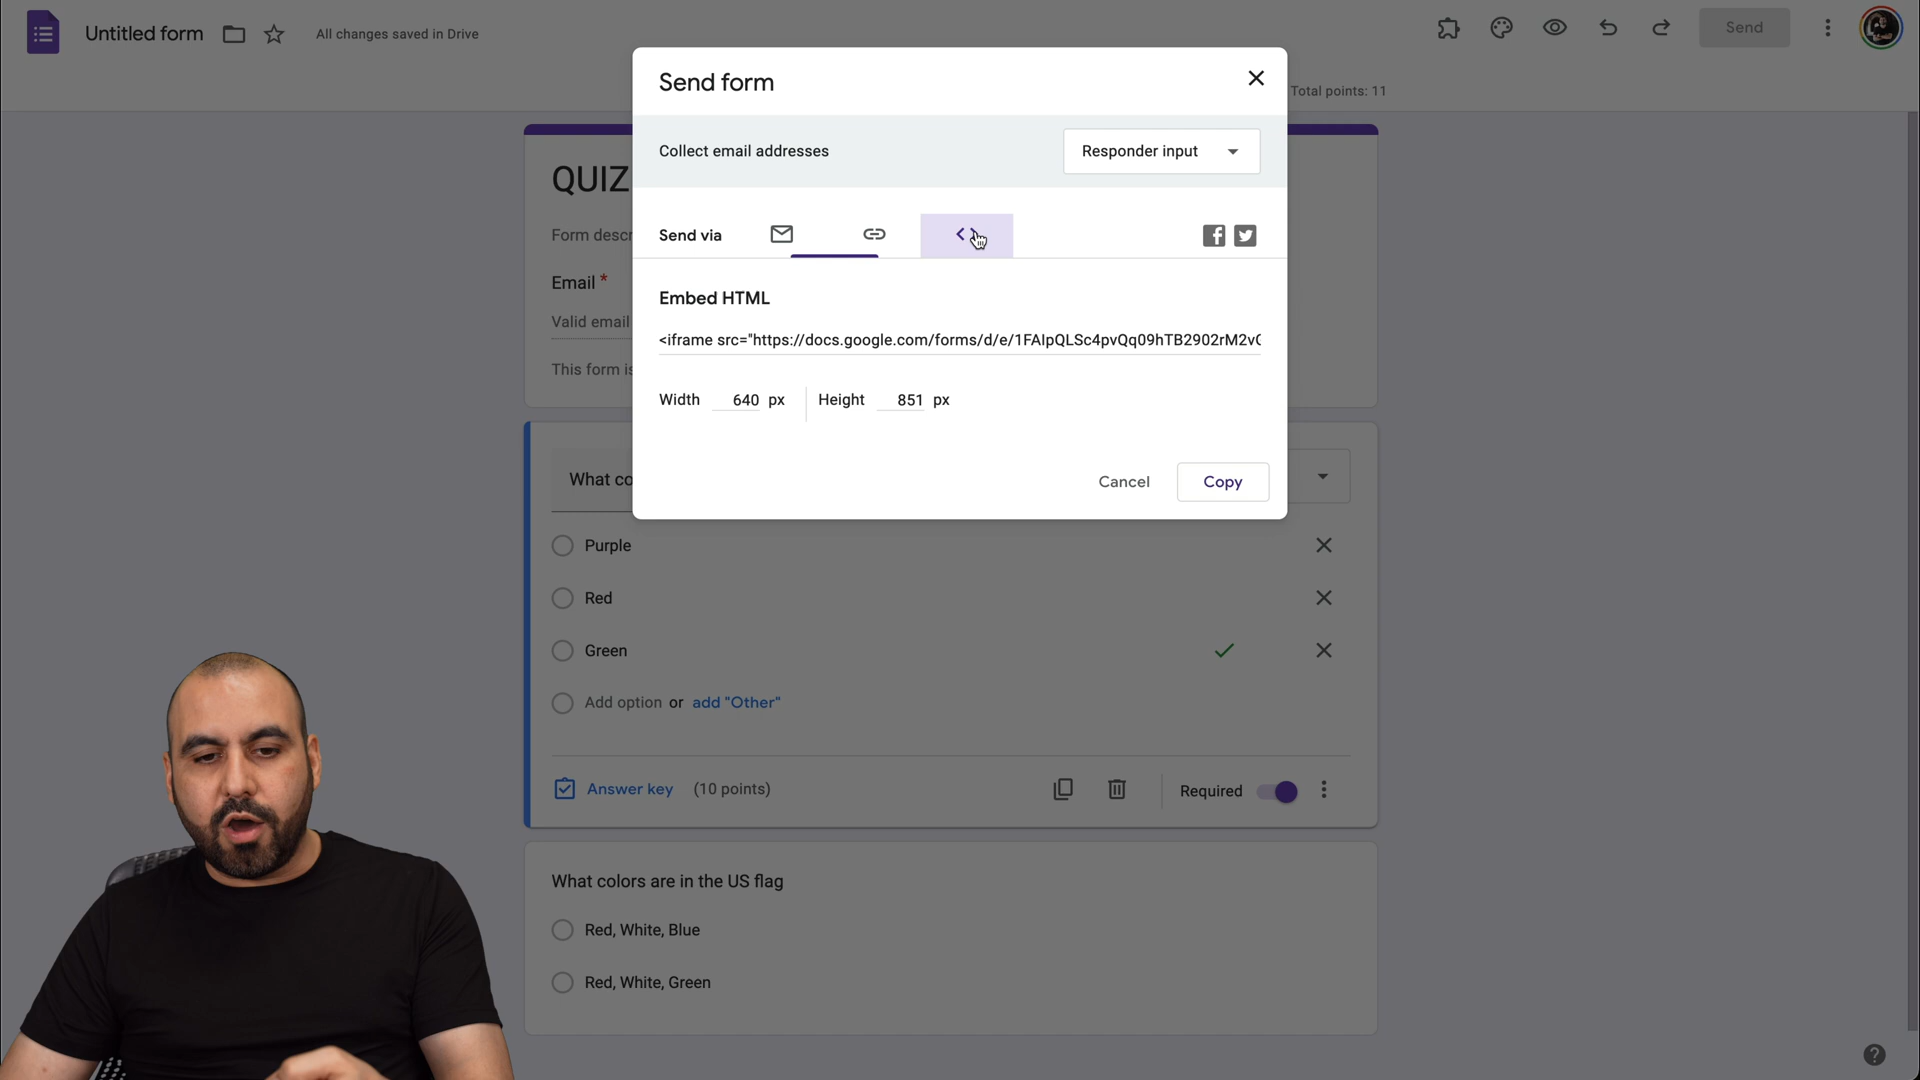 Untitled form
All changes saved in Drive
Send
Total points: 11
Send form
Collect email addresses
Responder input
Send via
Embed HTML
<iframe src="https://docs.google.com/forms/d/e/1FAIpQLSc4pvQq09hTB2902rM2v
Width 640 px Height 851 px
Cancel Copy
QUIZ
Form descr
Email *
Valid email
This form is
What co
Purple
Red
Green
Add option or add "Other"
Answer key (10 points)
Required
What colors are in the US flag
Red, White, Blue
Red, White, Green